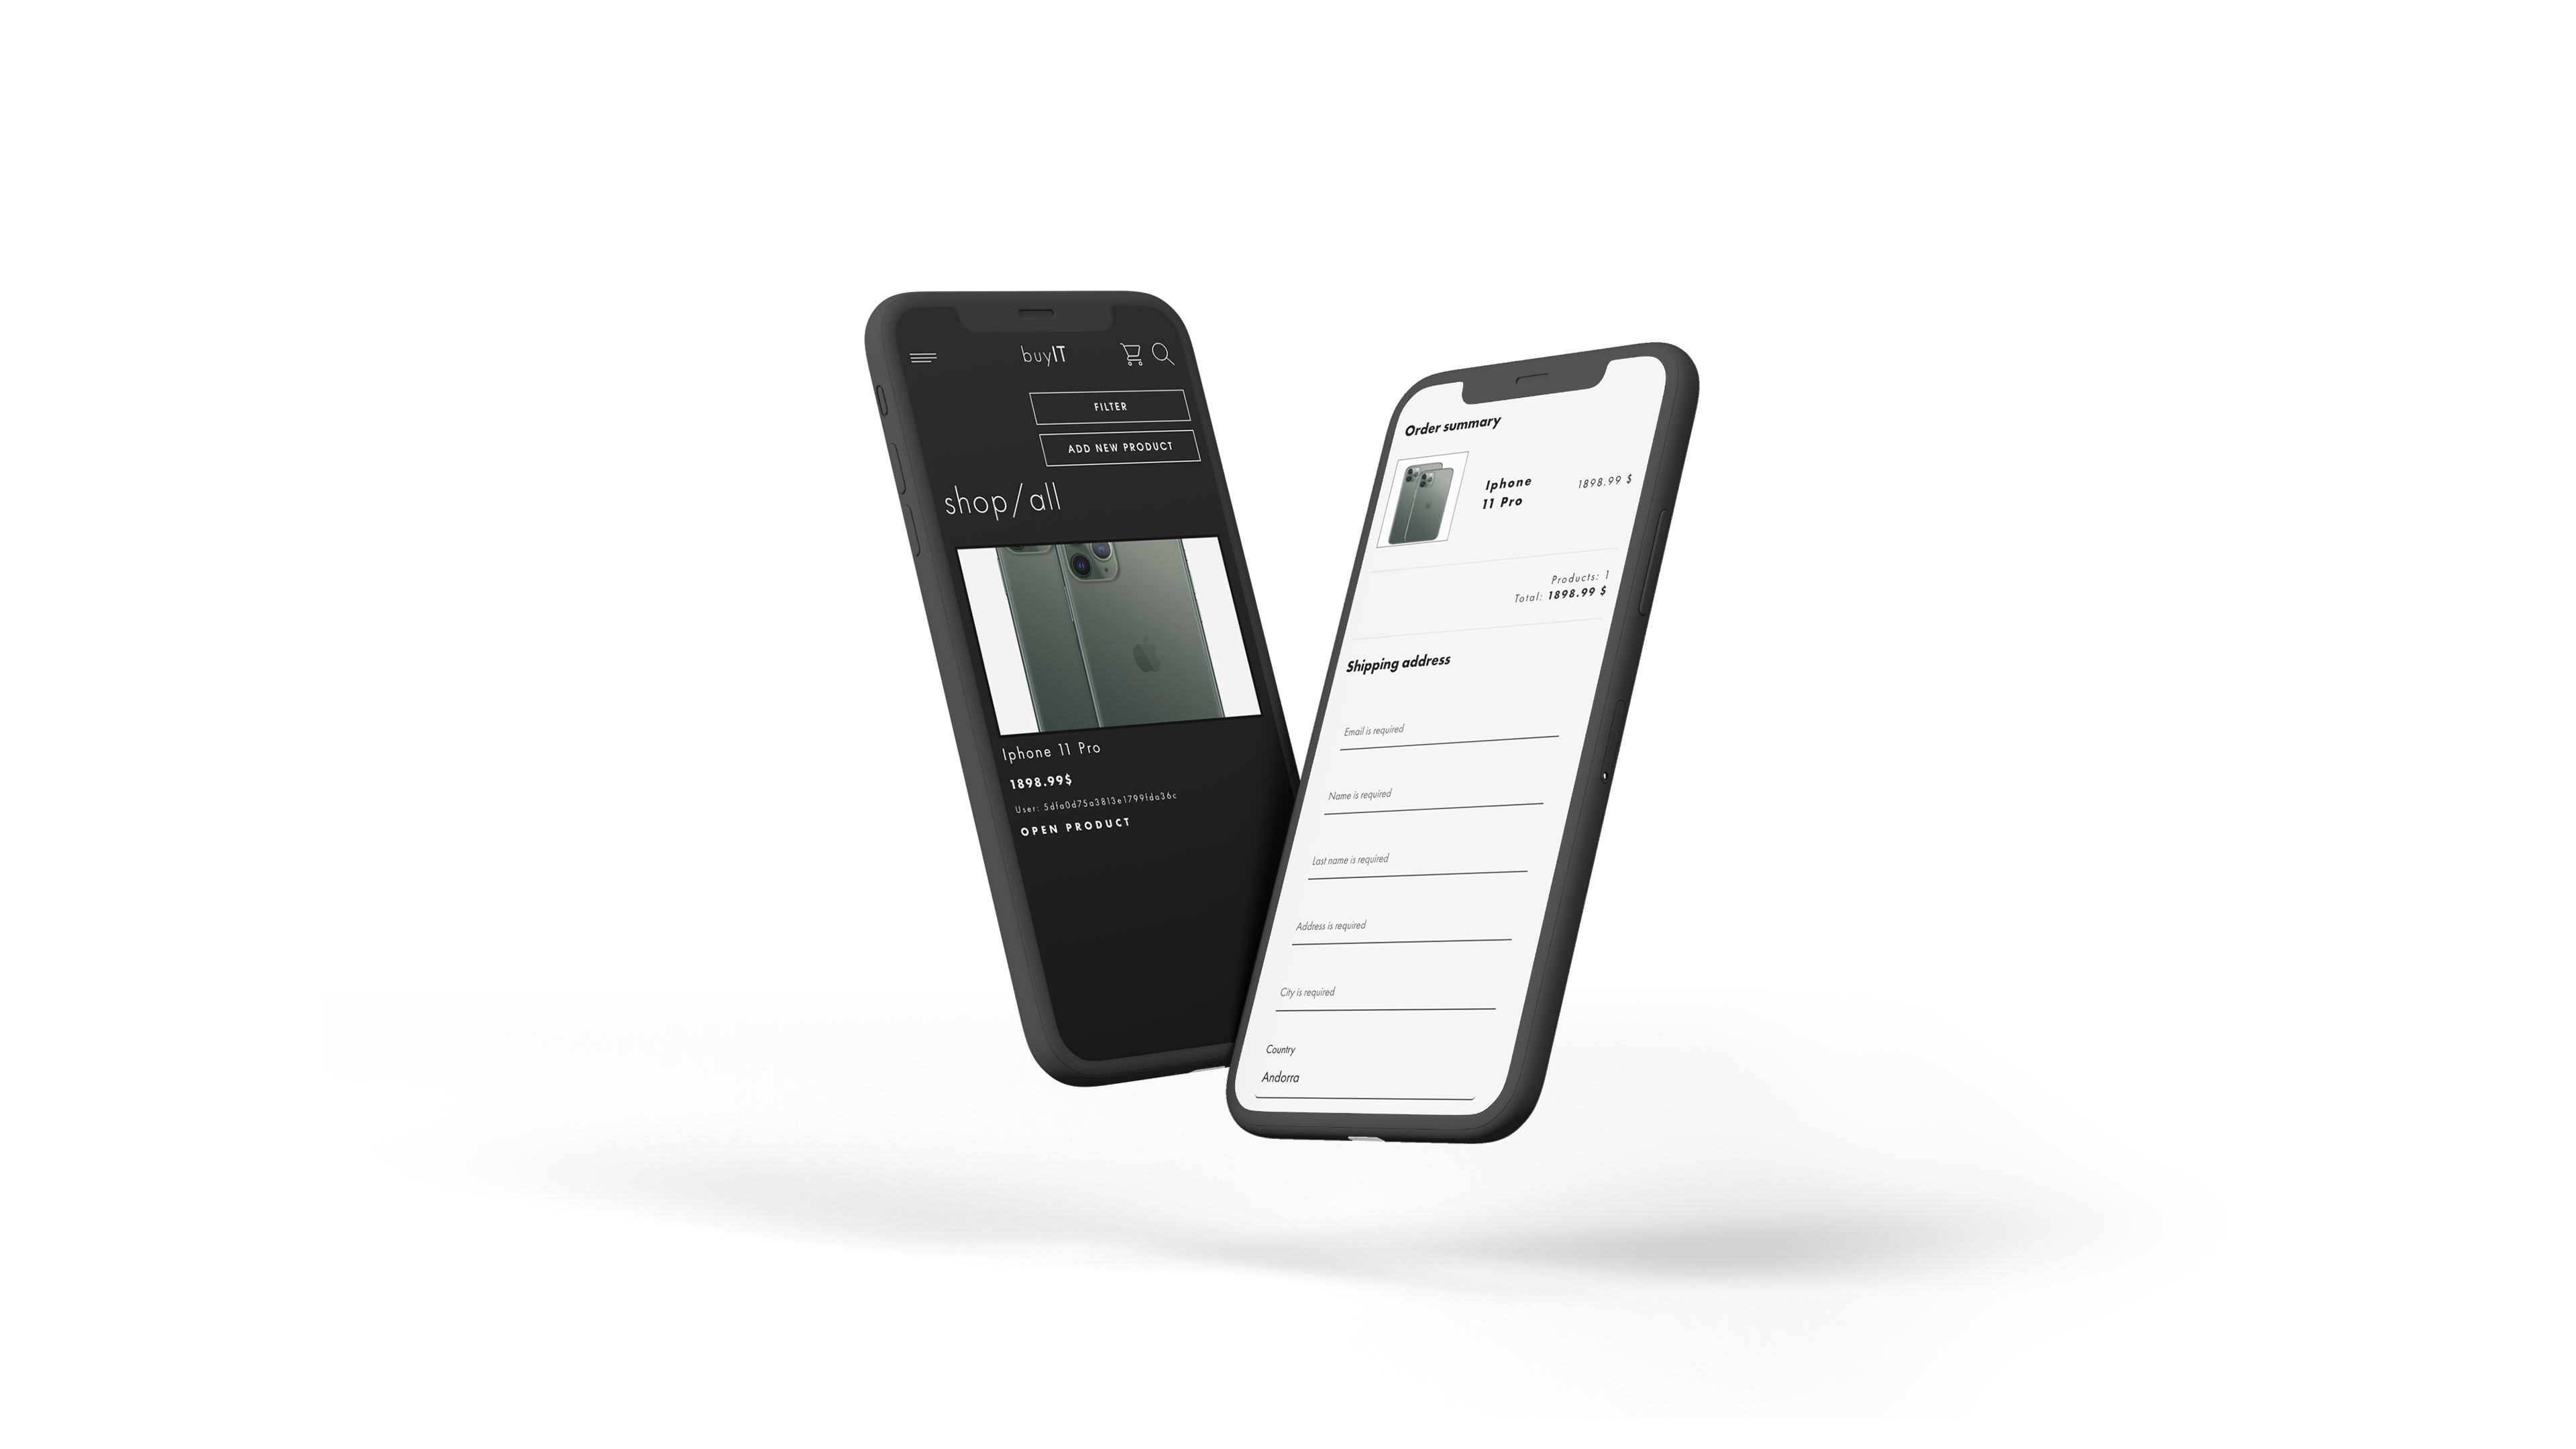 buyIT
FILTER
ADD NEW PRODUCT
shop/all
Iphone 11 Pro
1898.99$
User: 5dfa0d75a3813e1799fda36c
OPEN PRODUCT
Order summary
Iphone
11 Pro
1898.99 $
Products: 1
Total: 1898.99 $
Shipping address
Email is required
Name is required
Last name is required
Address is required
City is required
Country
Andorra